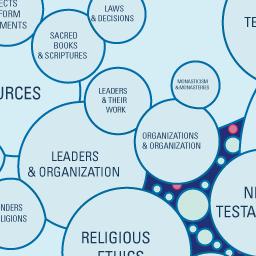 ECTS
FORM
MENTS
LAWS
& DECISIONS
SACRED
BOOKS
& SCRIPTURES
TE
URCES
LEADERS
& THEIR
WORK
MONASTICISM
& MONASTERIES
ORGANIZATIONS
& ORGANIZATION
LEADERS
& ORGANIZATION
NDERS
LIGIONS
NE
TESTA
RELIGIOUS
ETHICS